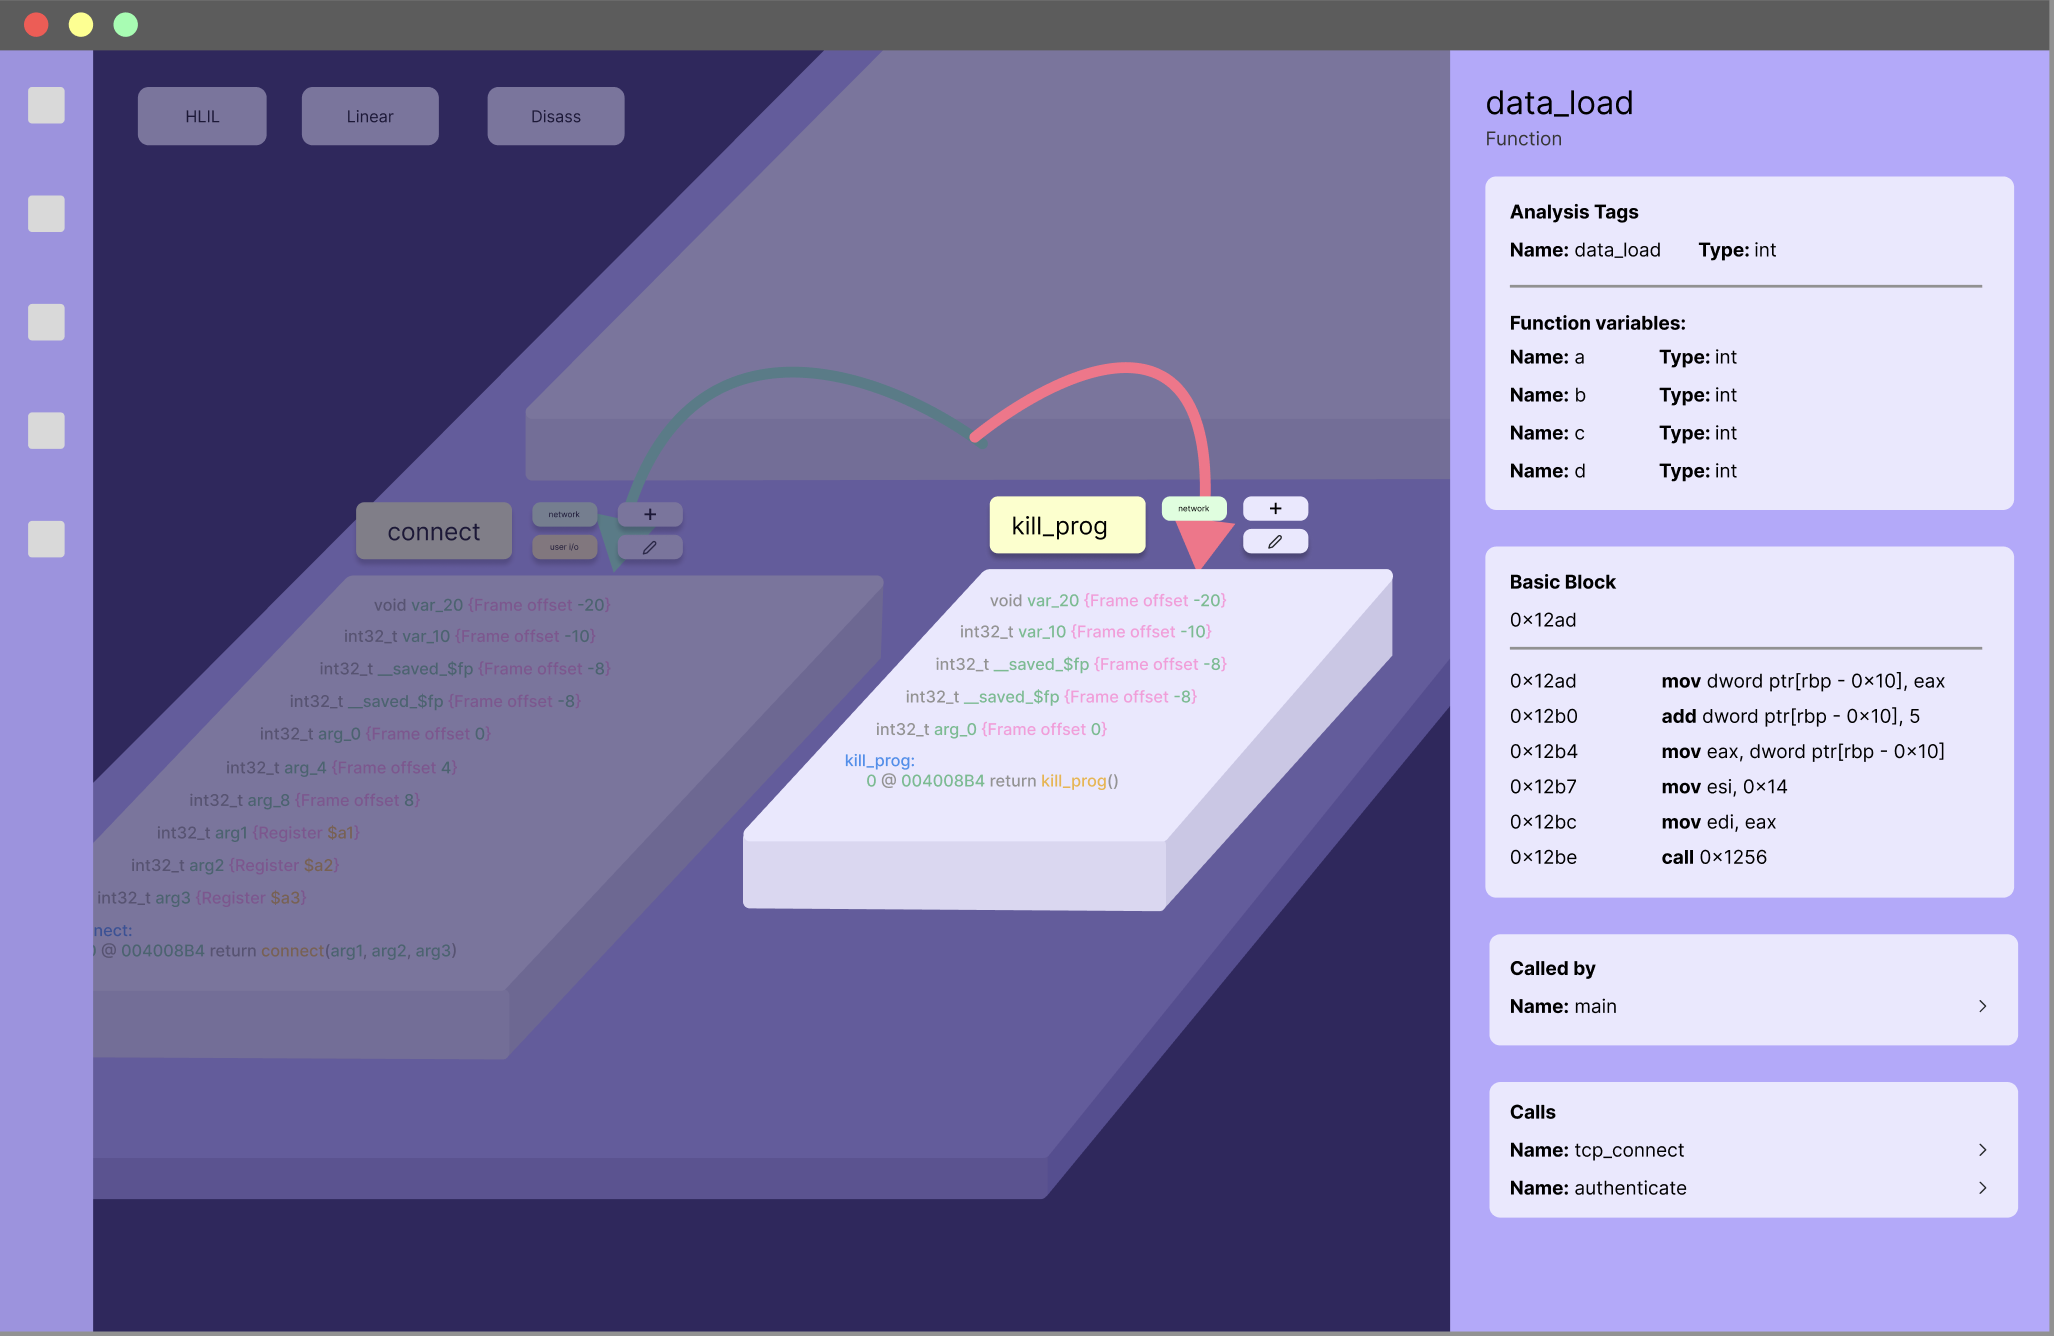 HLIL
Linear
Disass
connect
network
user i/o
void var_20 {Frame offset -20}
int32_t var_10 {Frame offset -10}
int32_t __saved_$fp {Frame offset -8}
int32_t __saved_$fp {Frame offset -8}
int32_t arg_0 {Frame offset 0}
int32_t arg_4 {Frame offset 4}
int32_t arg_8 {Frame offset 8}
int32_t arg1 {Register $a1}
int32_t arg2 {Register $a2}
int32_t arg3 {Register $a3}
nect:
@ 004008B4 return connect(arg1, arg2, arg3)
kill_prog
network
void var_20 {Frame offset -20}
int32_t var_10 {Frame offset -10}
int32_t __saved_$fp {Frame offset -8}
int32_t __saved_$fp {Frame offset -8}
int32_t arg_0 {Frame offset 0}
kill_prog:
0 @ 004008B4 return kill_prog()
data_load
Function
Analysis Tags
Name: data_load Type: int
Function variables:
Name: a Type: int
Name: b Type: int
Name: c Type: int
Name: d Type: int
Basic Block
0×12ad
0×12ad mov dword ptr[rbp - 0×10], eax
0×12b0 add dword ptr[rbp - 0×10], 5
0×12b4 mov eax, dword ptr[rbp - 0×10]
0×12b7 mov esi, 0×14
0×12bc mov edi, eax
0×12be call 0×1256
Called by
Name: main
Calls
Name: tcp_connect
Name: authenticate